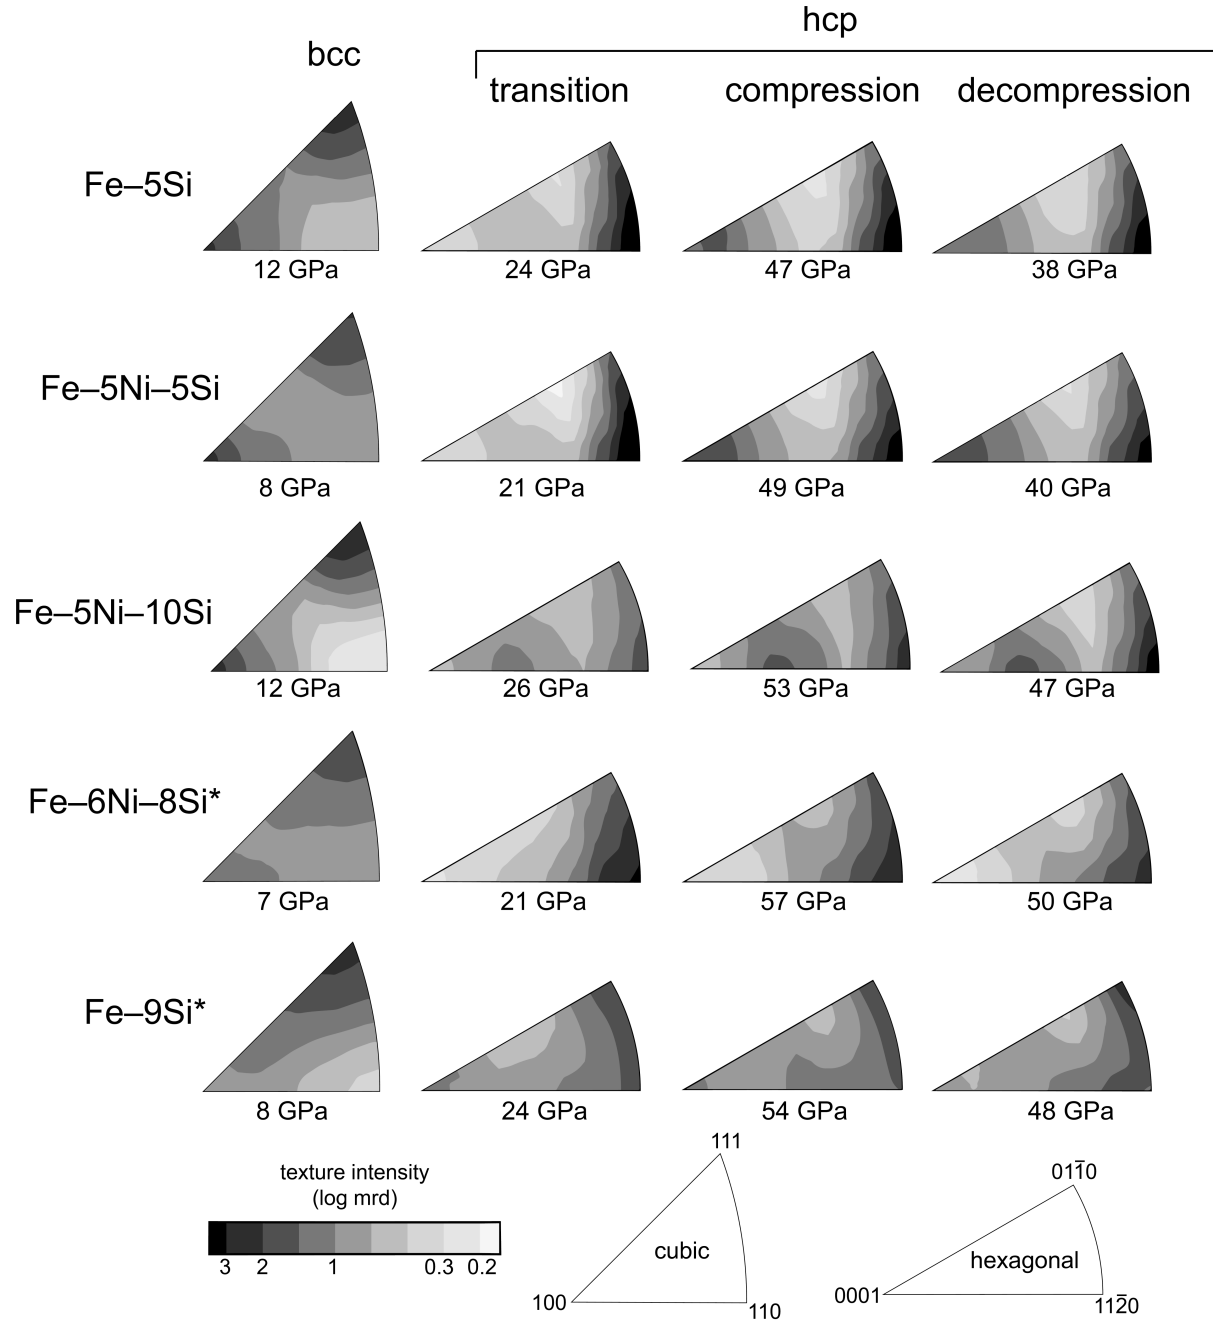 hcp
bcc
transition compression decompression
Fe–5Si
12 GPa 24 GPa 47 GPa 38 GPa
Fe–5Ni–5Si
8 GPa 21 GPa 49 GPa 40 GPa
Fe–5Ni–10Si
12 GPa 26 GPa 53 GPa 47 GPa
Fe–6Ni–8Si*
7 GPa 21 GPa 57 GPa 50 GPa
Fe–9Si*
8 GPa 24 GPa 54 GPa 48 GPa
texture intensity
(log mrd)
3 2 1 0.3 0.2
111
cubic
100 110
011̅0
hexagonal
0001 112̅0